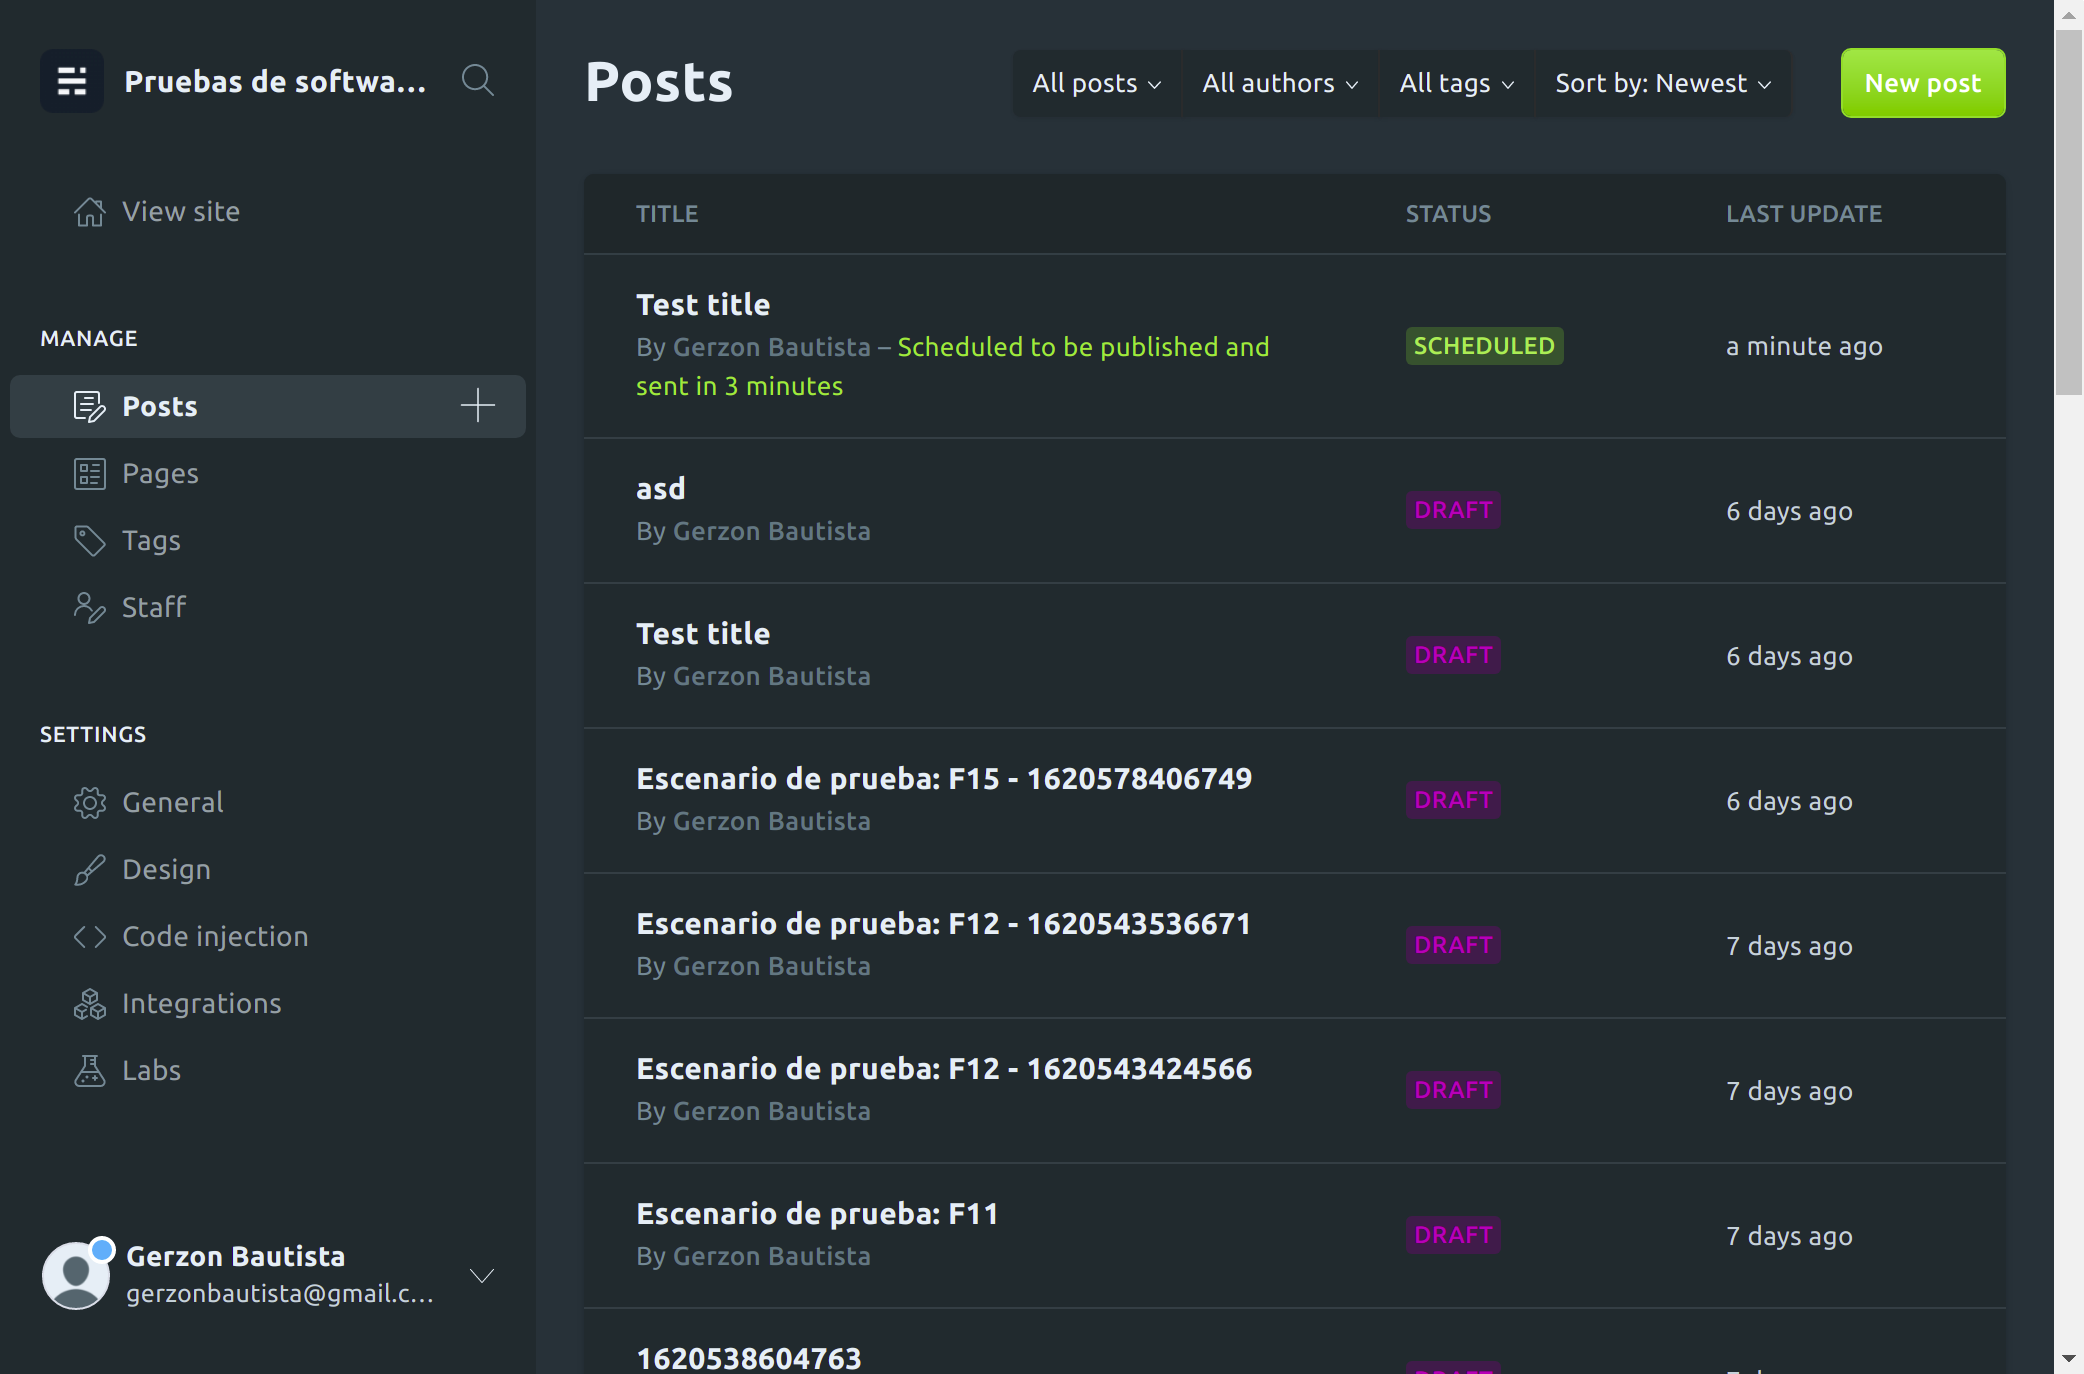 Pruebas de softwa...
View site
MANAGE
Posts
Pages
Tags
Staff
SETTINGS
General
Design
Code injection
Integrations
Labs
Gerzon Bautista
gerzonbautista@gmail.c...
Posts
All posts
All authors
All tags
Sort by: Newest
New post
TITLE STATUS LAST UPDATE
Test title
By Gerzon Bautista – Scheduled to be published and
sent in 3 minutes
SCHEDULED
a minute ago
asd
By Gerzon Bautista
DRAFT
6 days ago
Test title
By Gerzon Bautista
DRAFT
6 days ago
Escenario de prueba: F15 - 1620578406749
By Gerzon Bautista
DRAFT
6 days ago
Escenario de prueba: F12 - 1620543536671
By Gerzon Bautista
DRAFT
7 days ago
Escenario de prueba: F12 - 1620543424566
By Gerzon Bautista
DRAFT
7 days ago
Escenario de prueba: F11
By Gerzon Bautista
DRAFT
7 days ago
1620538604763